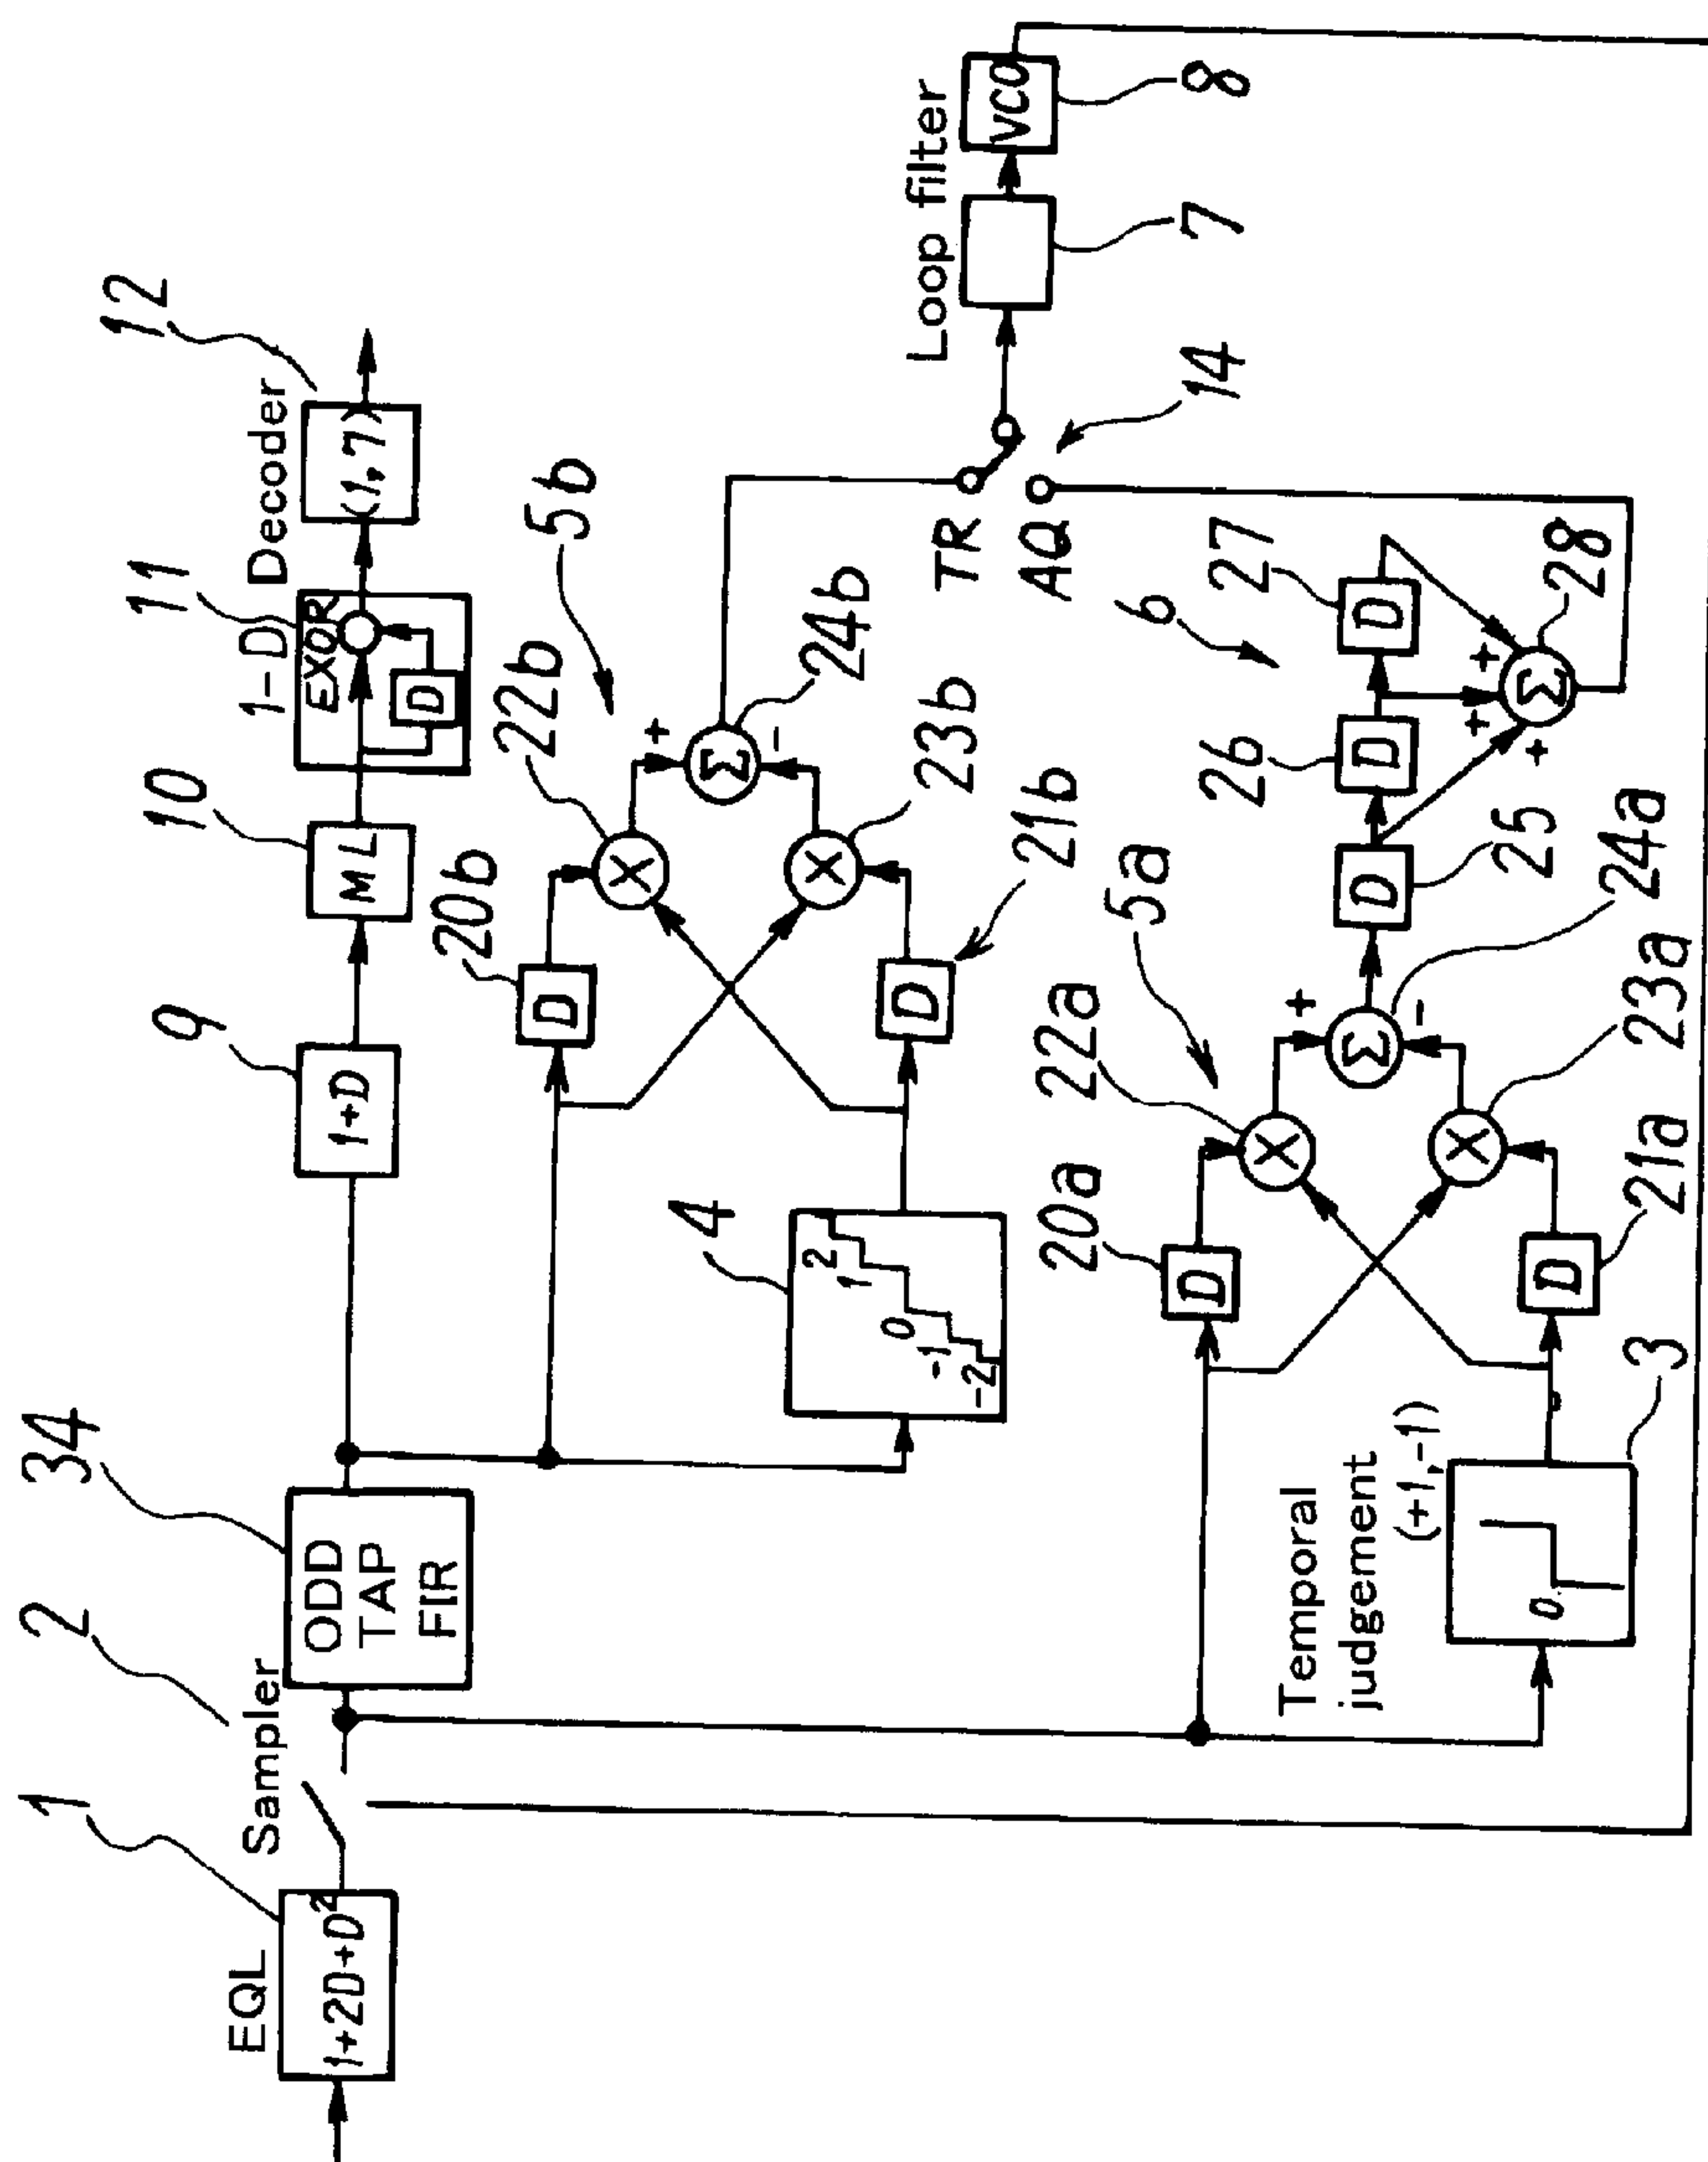 1
EQL
1+2D+D²
2
Sampler
34
ODD
TAP
FIR
9
1+D
10
ML
11
1-D
EXOR
D
12
Decoder
(1,7)
4
2
1
0
-1
-2
20b
D
22b
5b
+
X
Σ
24b
-
X
23b
D
21b
TR
AQ
14
Loop filter
7
VCO
8
Temporal
judgement
(+1,-1)
0
3
20a
D
22a
5a
+
X
Σ
24a
-
X
23a
D
21a
6
D
25
D
26
D
27
+
+
+
Σ
28